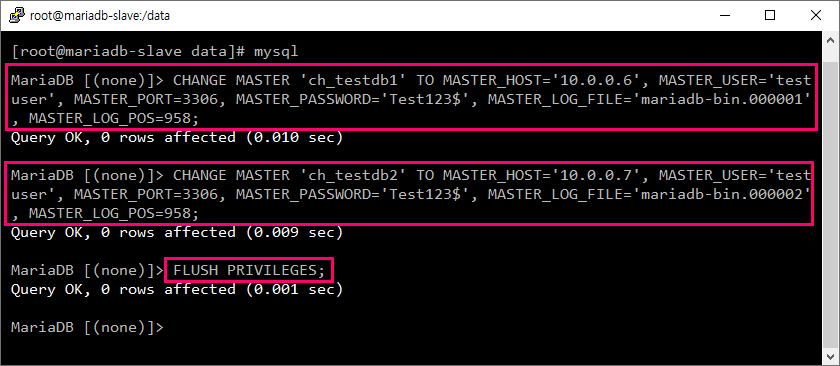 root@mariadb-slave:/data
[root@mariadb-slave data]# mysql
MariaDB [(none)]> CHANGE MASTER 'ch_testdb1' TO MASTER_HOST='10.0.0.6', MASTER_USER='test
user', MASTER_PORT=3306, MASTER_PASSWORD='Test123$', MASTER_LOG_FILE='mariadb-bin.000001'
, MASTER_LOG_POS=958;
Query OK, 0 rows affected (0.010 sec)
MariaDB [(none)]> CHANGE MASTER 'ch_testdb2' TO MASTER_HOST='10.0.0.7', MASTER_USER='test
user', MASTER_PORT=3306, MASTER_PASSWORD='Test123$', MASTER_LOG_FILE='mariadb-bin.000002'
, MASTER_LOG_POS=958;
Query OK, 0 rows affected (0.009 sec)
MariaDB [(none)]> FLUSH PRIVILEGES;
Query OK, 0 rows affected (0.001 sec)
MariaDB [(none)]>